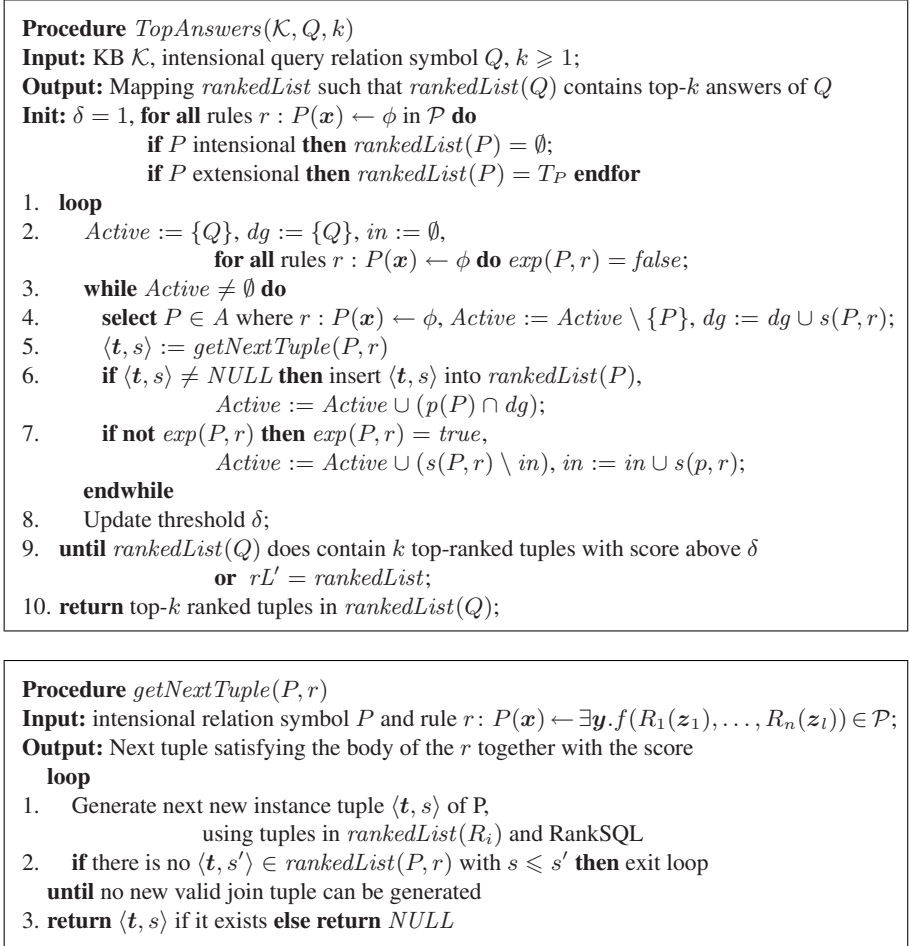 Procedure TopAnswers(𝒦, Q, k)
Input: KB 𝒦, intensional query relation symbol Q, k ⩾ 1;
Output: Mapping rankedList such that rankedList(Q) contains top-k answers of Q
Init: δ = 1, for all rules r : P(x) ← ϕ in 𝒫 do
if P intensional then rankedList(P) = ∅;
if P extensional then rankedList(P) = T_P endfor
1. loop
2. Active := {Q}, dg := {Q}, in := ∅,
for all rules r : P(x) ← ϕ do exp(P, r) = false;
3. while Active ≠ ∅ do
4. select P ∈ A where r : P(x) ← ϕ, Active := Active \ {P}, dg := dg ∪ s(P, r);
5. ⟨t, s⟩ := getNextTuple(P, r)
6. if ⟨t, s⟩ ≠ NULL then insert ⟨t, s⟩ into rankedList(P),
Active := Active ∪ (p(P) ∩ dg);
7. if not exp(P, r) then exp(P, r) = true,
Active := Active ∪ (s(P, r) \ in), in := in ∪ s(p, r);
endwhile
8. Update threshold δ;
9. until rankedList(Q) does contain k top-ranked tuples with score above δ
or rL′ = rankedList;
10. return top-k ranked tuples in rankedList(Q);
Procedure getNextTuple(P, r)
Input: intensional relation symbol P and rule r : P(x) ← ∃y.f(R₁(z₁), . . . , Rₙ(zₗ)) ∈ 𝒫;
Output: Next tuple satisfying the body of the r together with the score
loop
1. Generate next new instance tuple ⟨t, s⟩ of P,
using tuples in rankedList(Rᵢ) and RankSQL
2. if there is no ⟨t, s′⟩ ∈ rankedList(P, r) with s ⩽ s′ then exit loop
until no new valid join tuple can be generated
3. return ⟨t, s⟩ if it exists else return NULL